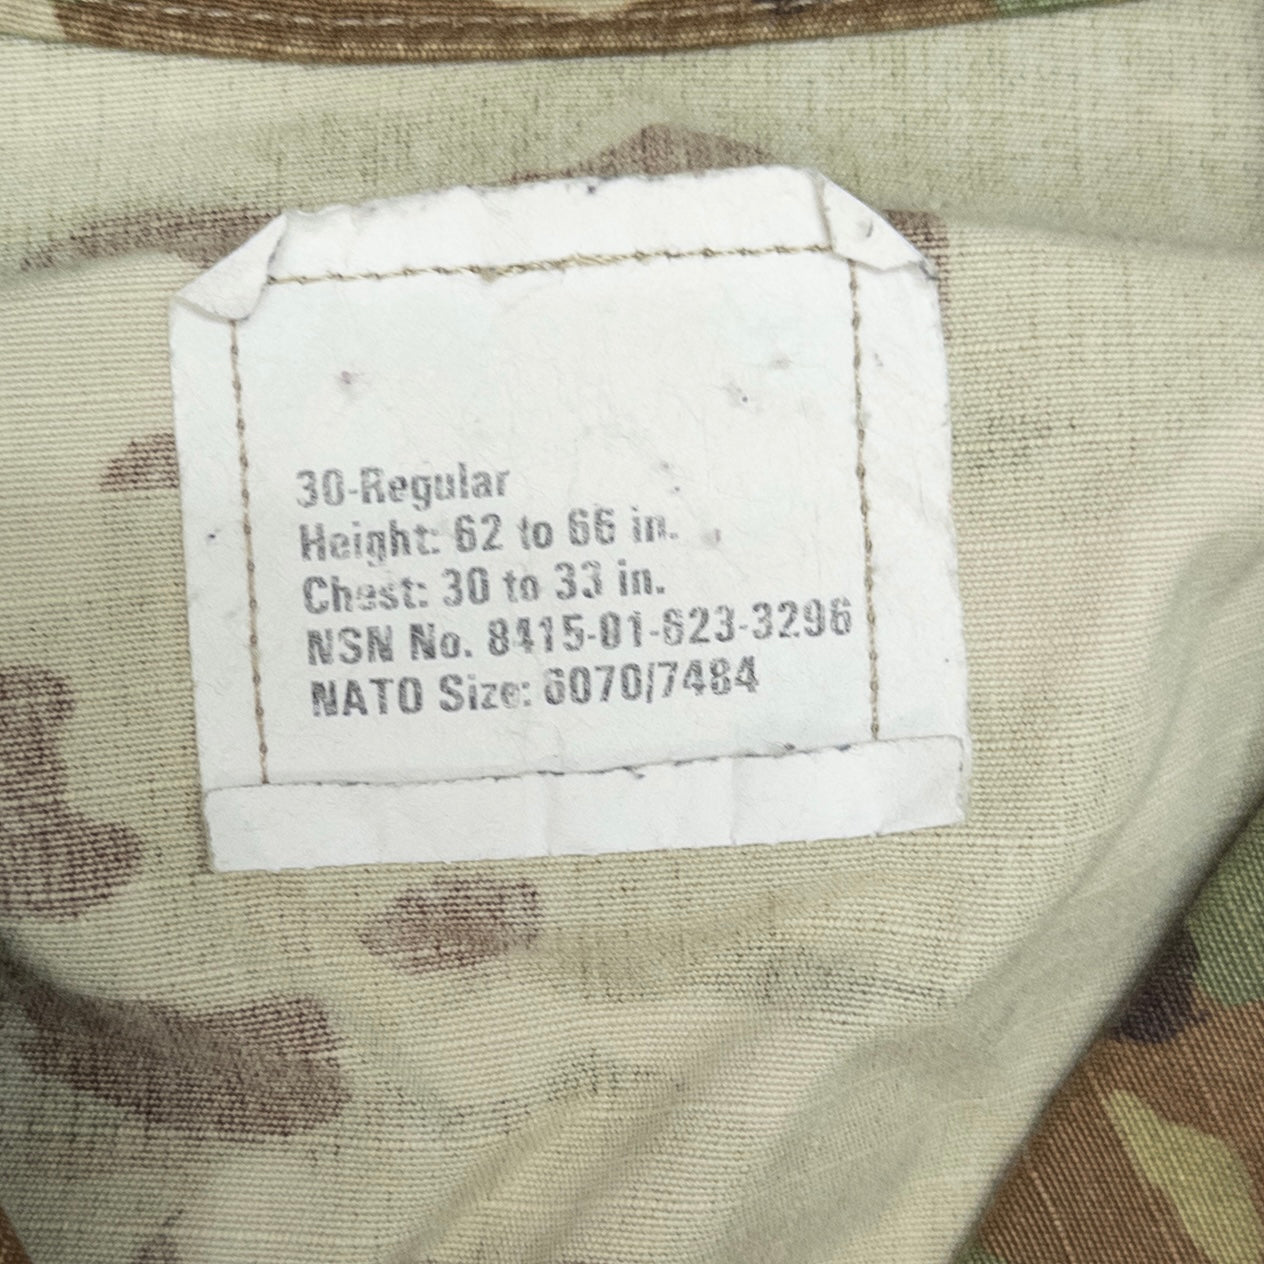 30-Regular
Height: 62 to 66 in.
Chest: 30 to 33 in.
NSN No. 8415-01-623-3296
NATO Size: 6070/7484